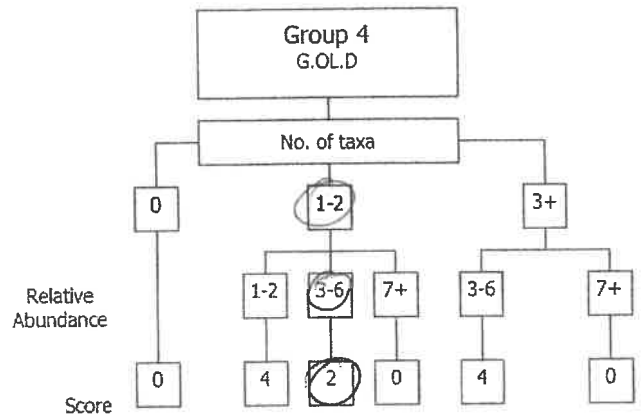 Group 4
G.OL.D
No. of taxa
0
1-2
3+
1-2
3-6
7+
3-6
7+
Relative
Abundance
0
4
2
0
4
0
Score